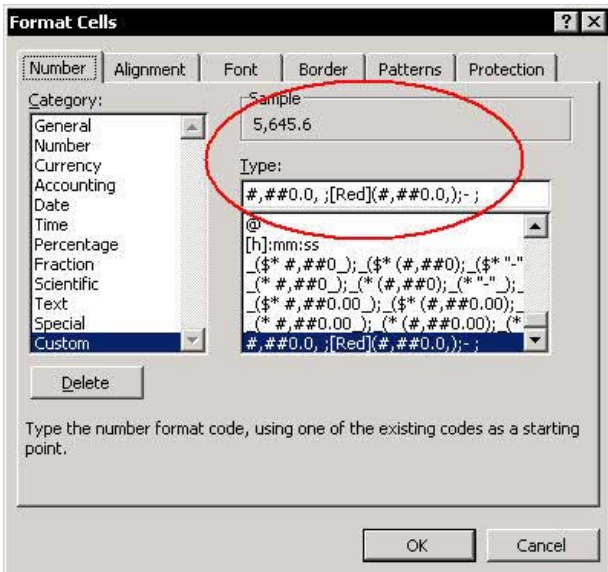 Format Cells
Number Alignment Font Border Patterns Protection
Category:
General
Number
Currency
Accounting
Date
Time
Percentage
Fraction
Scientific
Text
Special
Custom
Sample
5,645.6
Type:
#,##0.0, ;[Red](#,##0.0,);- ;
@
[h]:mm:ss
_($* #,##0_);_($* (#,##0);_($* "-"
_(* #,##0_);_(* (#,##0);_(* "-"_);_
_($* #,##0.00_);_($* (#,##0.00);_
_(* #,##0.00_);_(* (#,##0.00);_(*
#,##0.0, ;[Red](#,##0.0,);- ;
Delete
Type the number format code, using one of the existing codes as a starting
point.
OK Cancel